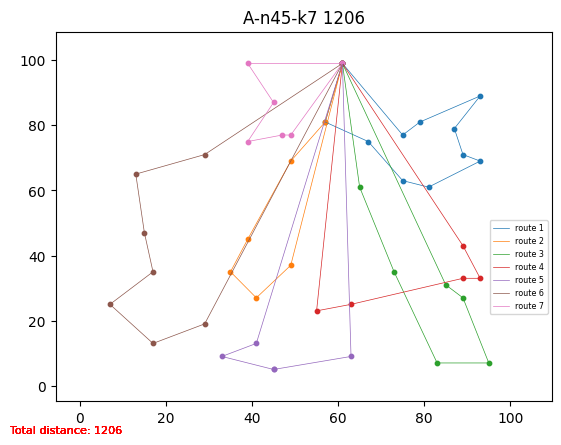 A-n45-k7 1206
100
80
60
40
20
0
0 20 40 60 80 100
route 1
route 2
route 3
route 4
route 5
route 6
route 7
Total distance: 1206